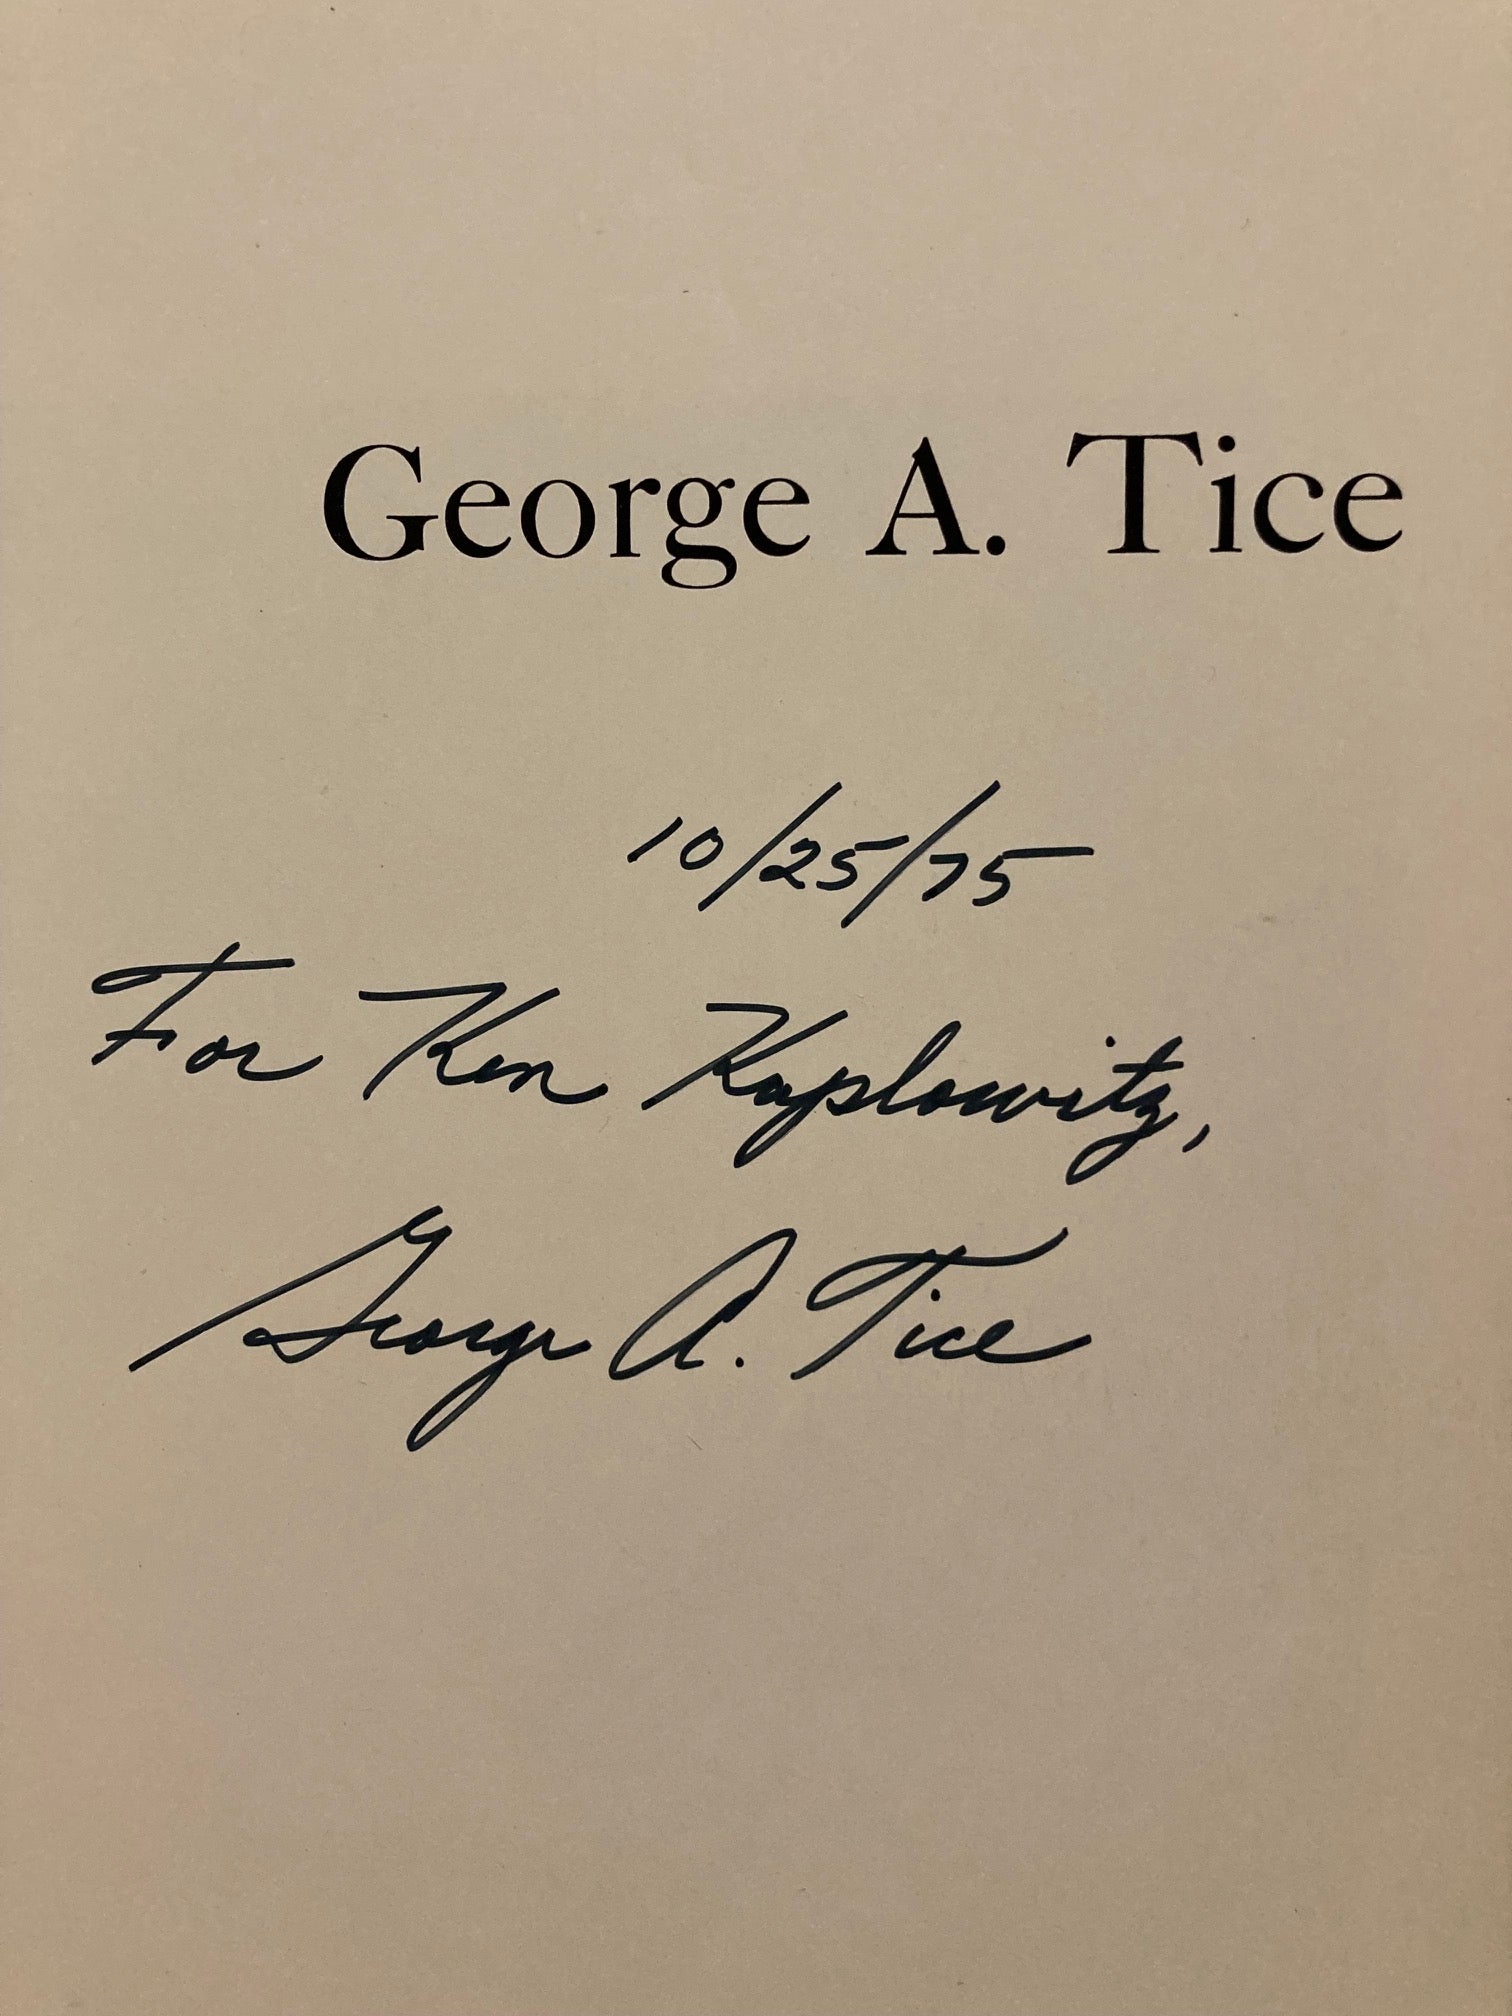 George A. Tice
10/25/75
For Ken Kaplowitz,
George A. Tice